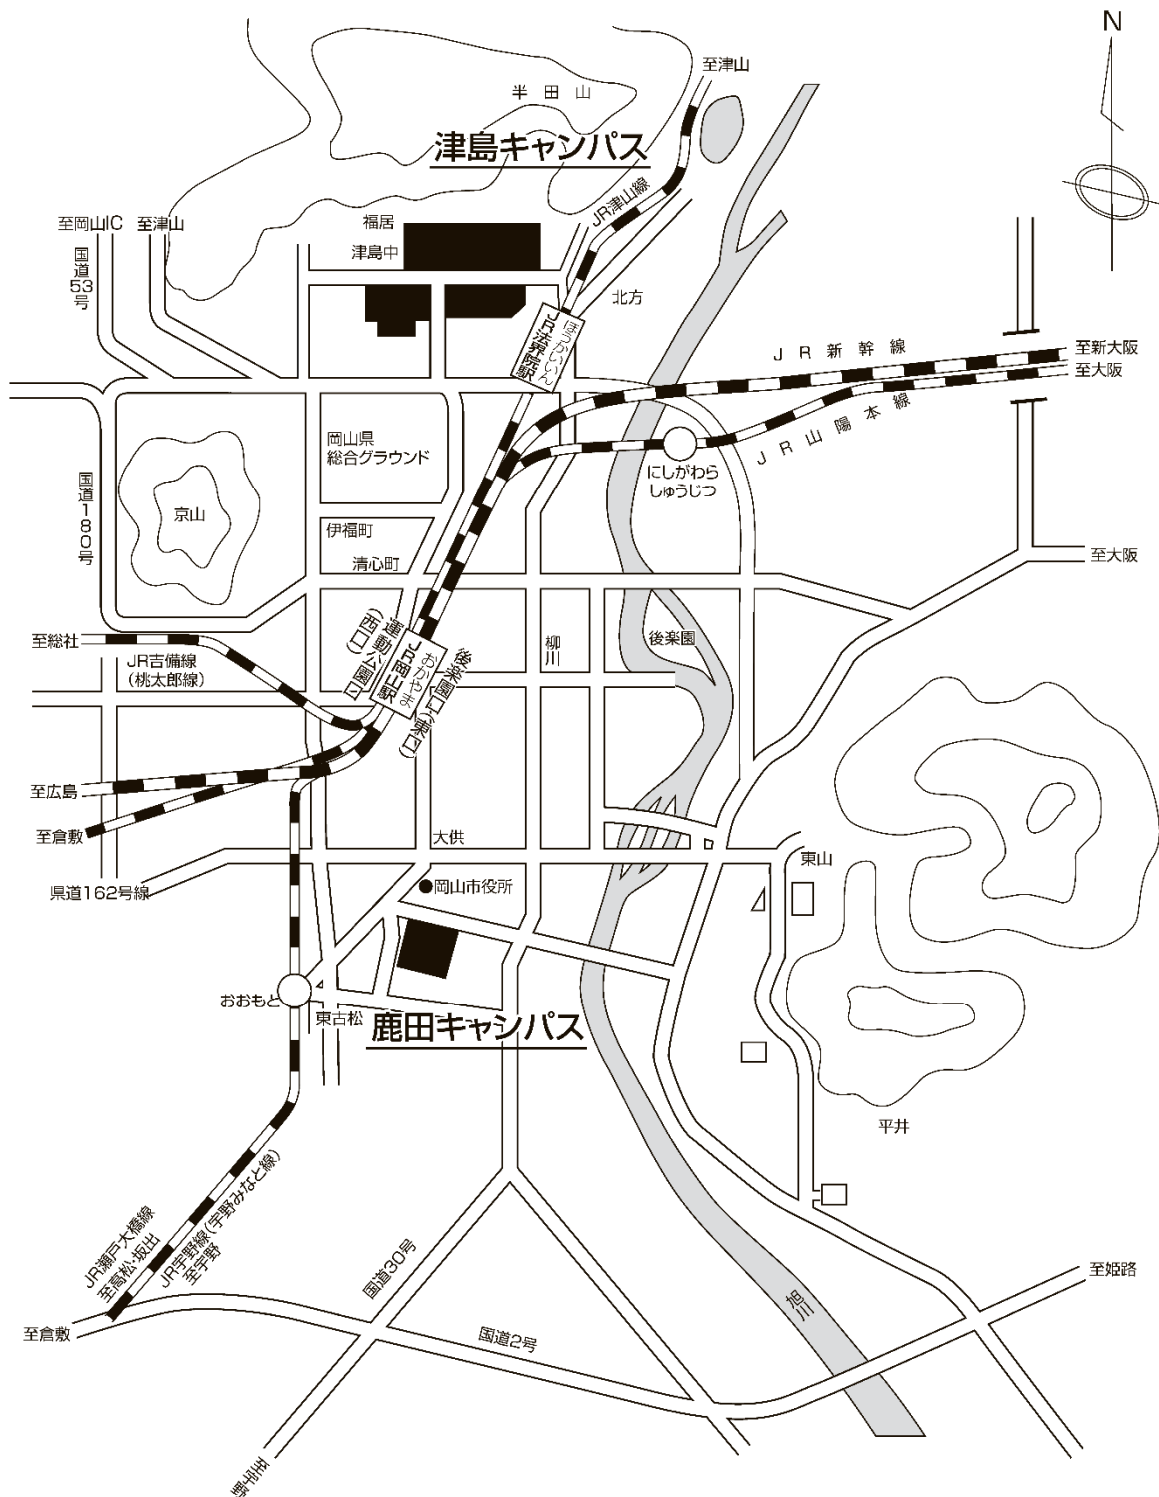 N
至津山
半田山
津島キャンパス
JR津山線
至岡山IC
至津山
福居
津島中
国道53号
北方
ほうかいいん
JR法界院駅
JR新幹線
至新大阪
至大阪
JR山陽本線
岡山県
総合グラウンド
にしがわら
しゅうじつ
国道180号
京山
伊福町
清心町
至大阪
至総社
JR吉備線
(桃太郎線)
運動公園口
(西口)
おかやま
JR岡山駅
後楽園口(東口)
柳川
後楽園
至広島
至倉敷
大供
東山
県道162号線
岡山市役所
おおもと
東古松
鹿田キャンパス
平井
JR瀬戸大橋線
至高松・坂出
JR宇野線(宇野みなと線)
至宇野
国道30号
至倉敷
国道2号
旭川
至姫路
至宇野